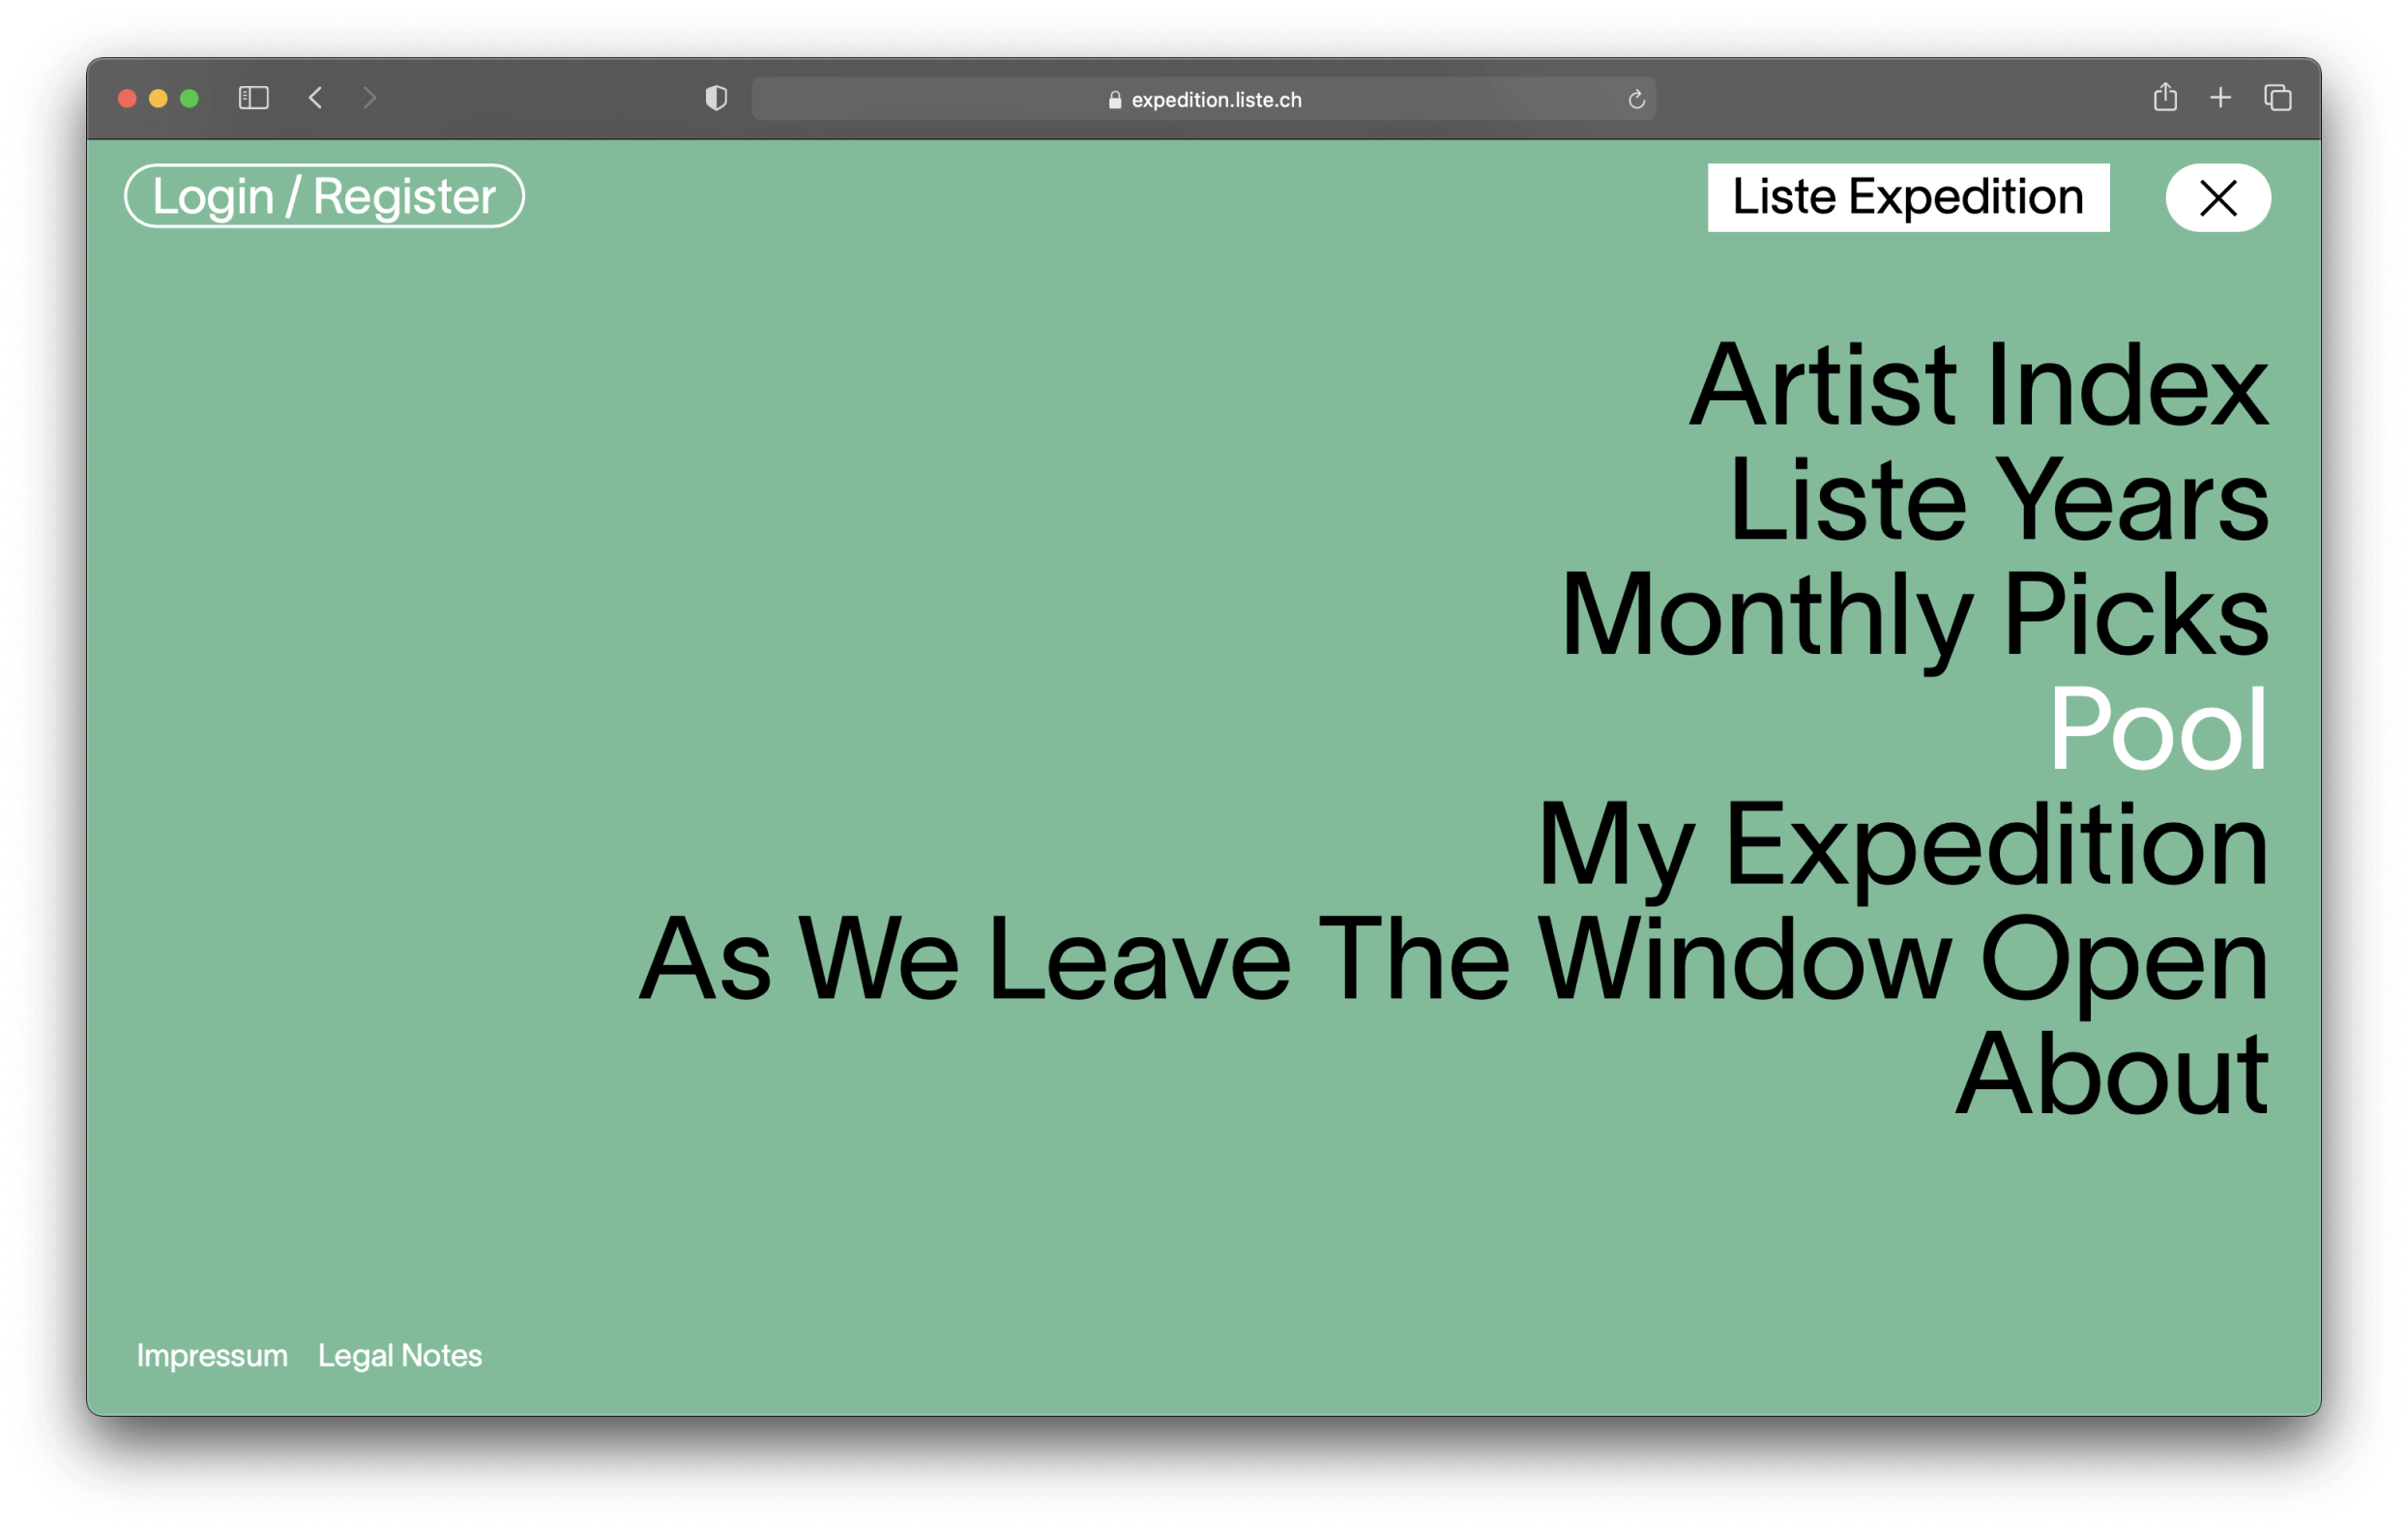 expedition.liste.ch
Login / Register
Liste Expedition
Artist Index
Liste Years
Monthly Picks
Pool
My Expedition
As We Leave The Window Open
About
Impressum Legal Notes